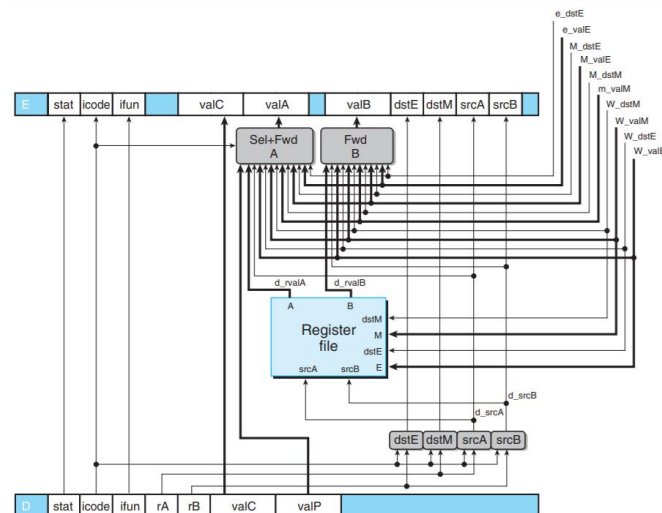 e_dstE
e_valE
M_dstE
M_valE
M_dstM
m_valM
W_dstM
W_valM
W_dstE
W_valE
E stat icode ifun valC valA valB dstE dstM srcA srcB
Sel+Fwd
A
Fwd
B
d_rvalA d_rvalB
A B
Register
file
dstM
M
dstE
E
srcA srcB
d_srcB
d_srcA
dstE dstM srcA srcB
D stat icode ifun rA rB valC valP